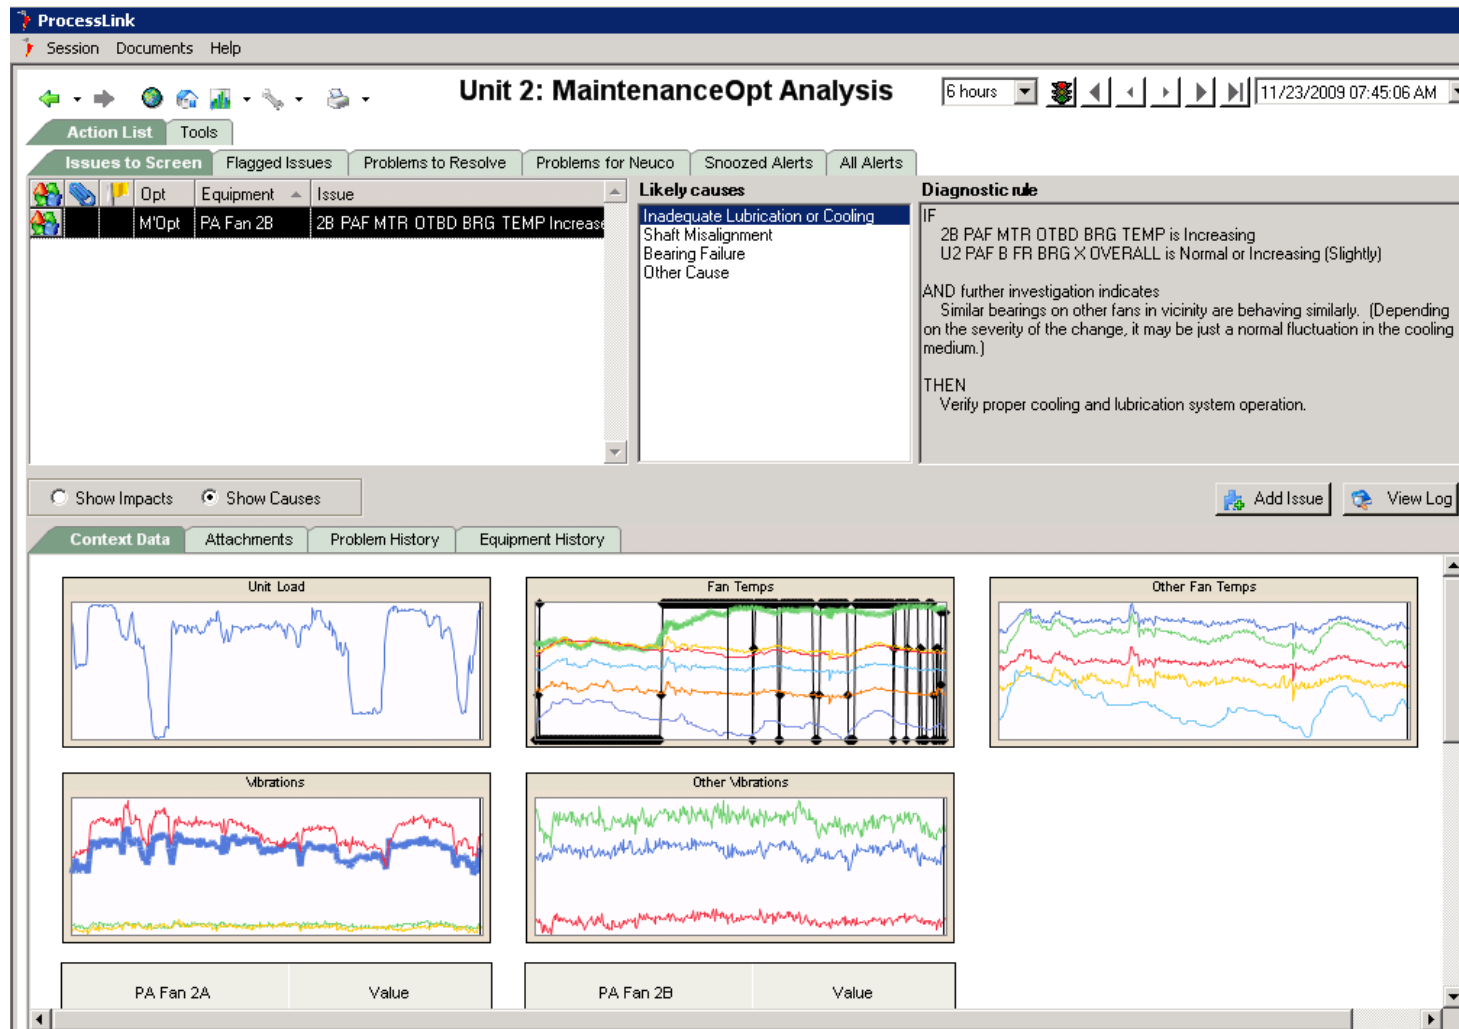 ProcessLink
Session Documents Help
Unit 2: MaintenanceOpt Analysis
6 hours
11/23/2009 07:45:06 AM
Action List Tools
Issues to Screen Flagged Issues Problems to Resolve Problems for Neuco Snoozed Alerts All Alerts
Opt Equipment Issue
M'Opt PA Fan 2B 2B PAF MTR OTBD BRG TEMP Increase
Likely causes
Inadequate Lubrication or Cooling
Shaft Misalignment
Bearing Failure
Other Cause
Diagnostic rule
IF
2B PAF MTR OTBD BRG TEMP is Increasing
U2 PAF B FR BRG X OVERALL is Normal or Increasing (Slightly)
AND further investigation indicates
Similar bearings on other fans in vicinity are behaving similarly. (Depending
on the severity of the change, it may be just a normal fluctuation in the cooling
medium.)
THEN
Verify proper cooling and lubrication system operation.
Show Impacts Show Causes
Add Issue View Log
Context Data Attachments Problem History Equipment History
Unit Load
Fan Temps
Other Fan Temps
Vibrations
Other Vibrations
PA Fan 2A Value
PA Fan 2B Value